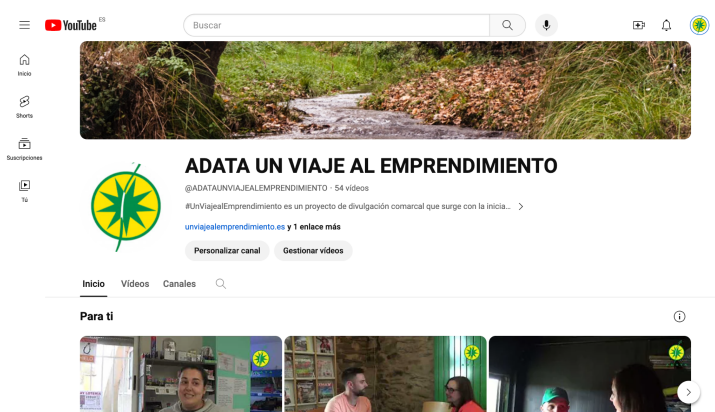 YouTube ES
Buscar
Inicio
Shorts
Suscripciones
Tú
ADATA UN VIAJE AL EMPRENDIMIENTO
@ADATAUNVIAJEALEMPRENDIMIENTO · 54 vídeos
#UnViajealEmprendimiento es un proyecto de divulgación comarcal que surge con la inicia...
unviajealemprendimiento.es y 1 enlace más
Personalizar canal Gestionar vídeos
Inicio Vídeos Canales
Para ti